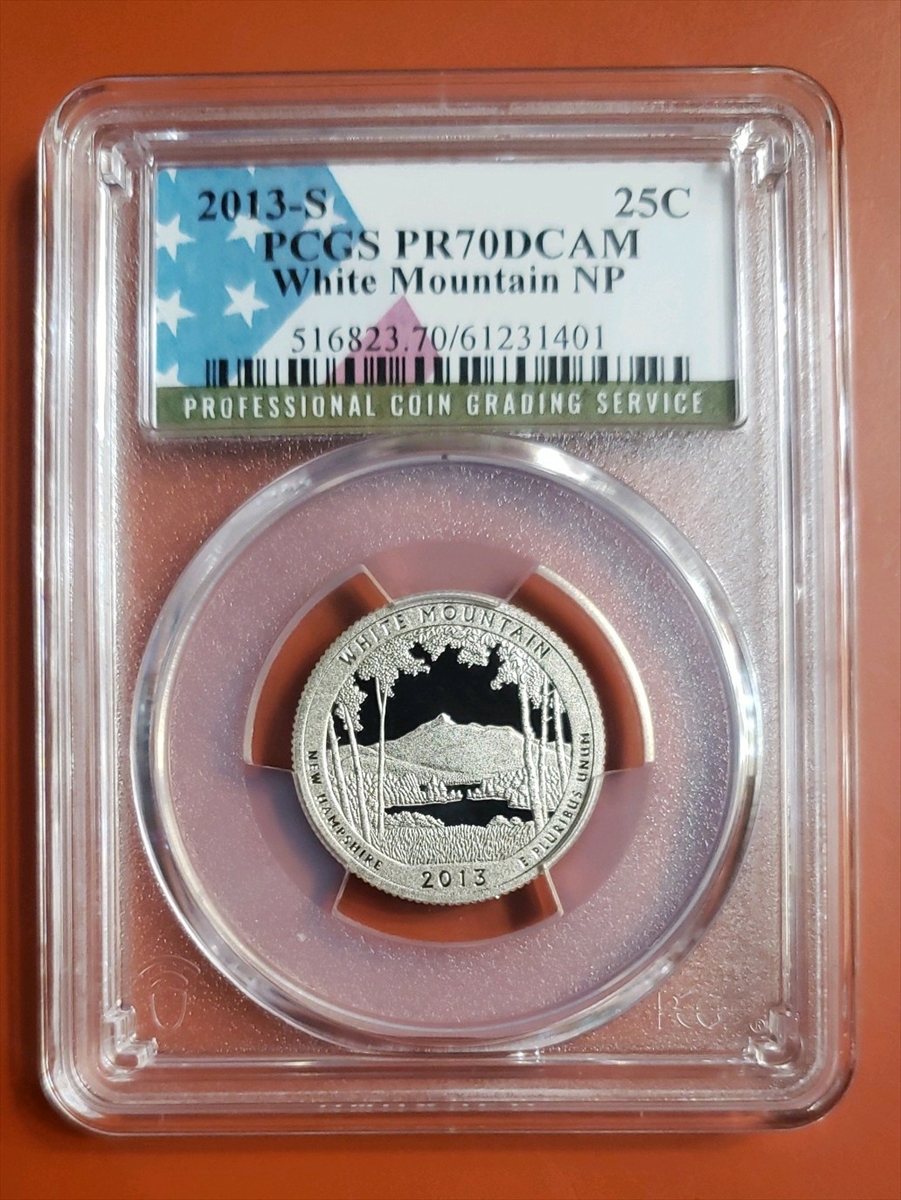 2013-S 25C
PCGS PR70DCAM
White Mountain NP
516823.70/61231401
PROFESSIONAL COIN GRADING SERVICE
WHITE MOUNTAIN
NEW HAMPSHIRE
2013
E PLURIBUS UNUM